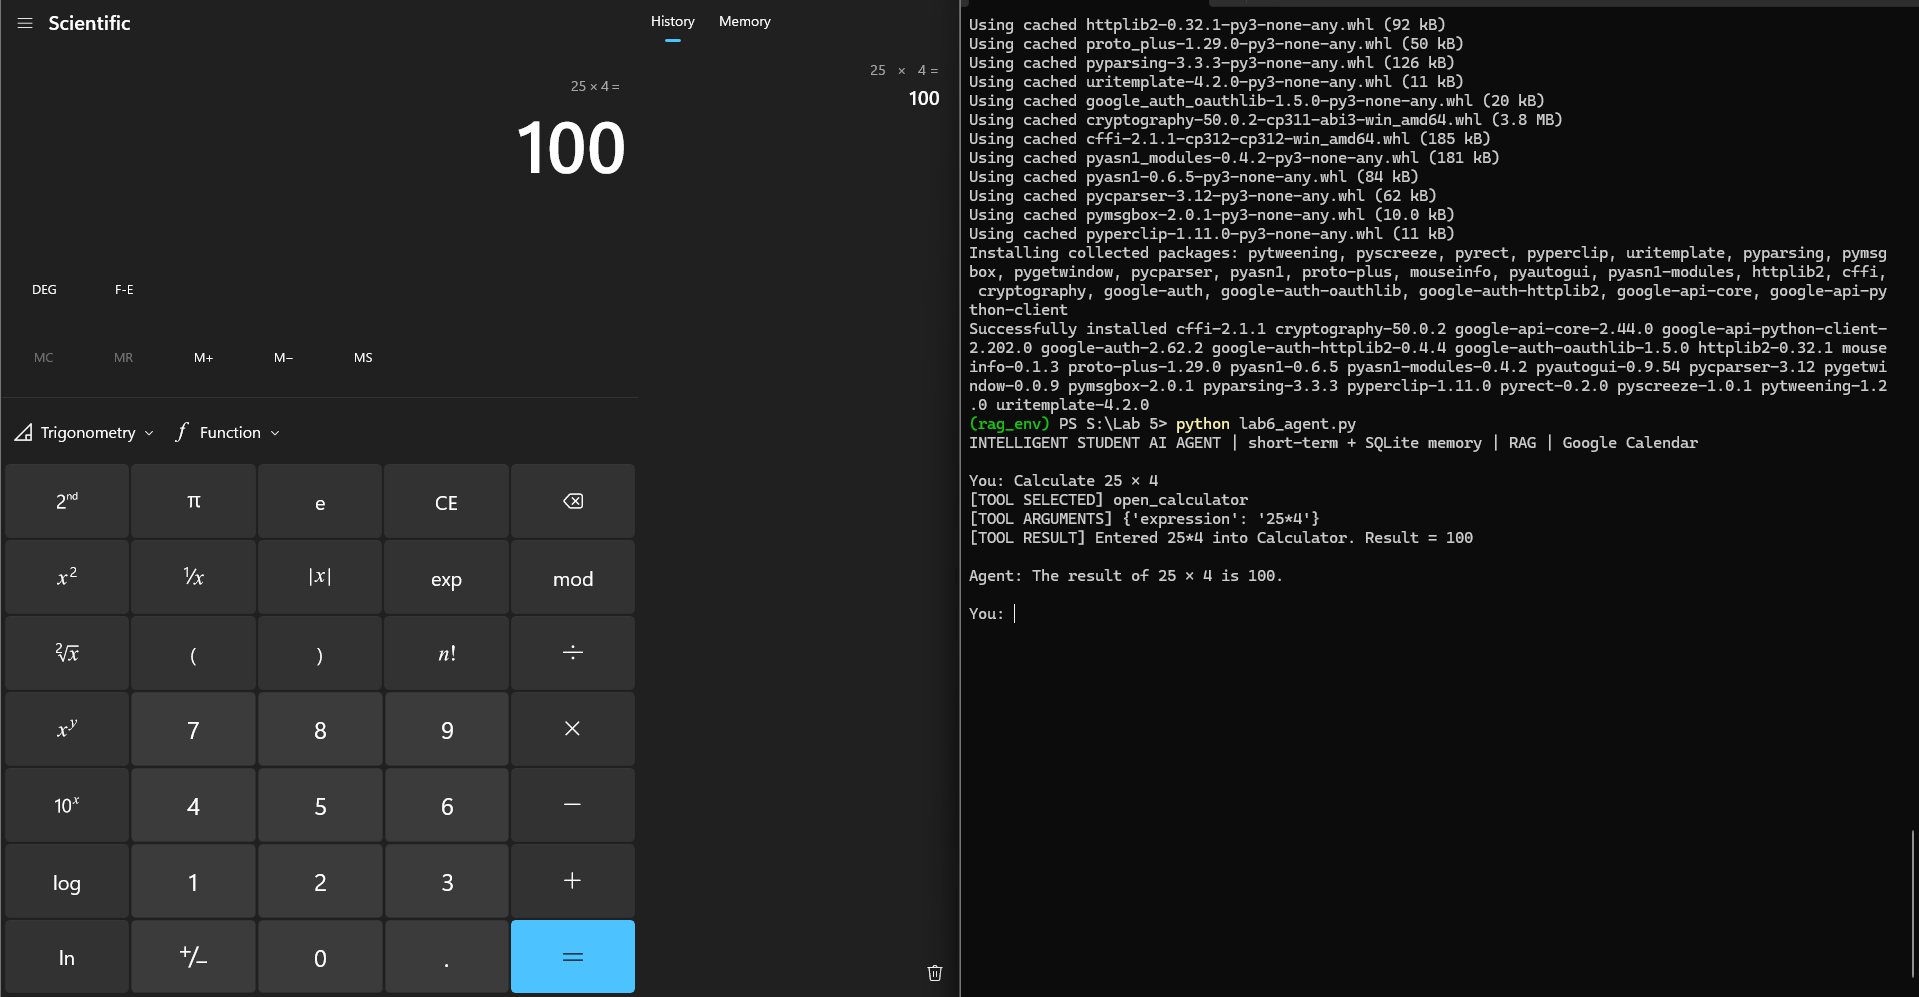 Scientific
History Memory
25 × 4 =
100
25 × 4 =
100
DEG F-E
MC MR M+ M− MS
Trigonometry Function
2ⁿᵈ π e CE
x² ¹/x |x| exp mod
²√x ( ) n! ÷
xʸ 7 8 9 ×
10ˣ 4 5 6 −
log 1 2 3 +
ln +/− 0 . =
Using cached httplib2-0.32.1-py3-none-any.whl (92 kB)
Using cached proto_plus-1.29.0-py3-none-any.whl (50 kB)
Using cached pyparsing-3.3.3-py3-none-any.whl (126 kB)
Using cached uritemplate-4.2.0-py3-none-any.whl (11 kB)
Using cached google_auth_oauthlib-1.5.0-py3-none-any.whl (20 kB)
Using cached cryptography-50.0.2-cp311-abi3-win_amd64.whl (3.8 MB)
Using cached cffi-2.1.1-cp312-cp312-win_amd64.whl (185 kB)
Using cached pyasn1_modules-0.4.2-py3-none-any.whl (181 kB)
Using cached pyasn1-0.6.5-py3-none-any.whl (84 kB)
Using cached pycparser-3.12-py3-none-any.whl (62 kB)
Using cached pymsgbox-2.0.1-py3-none-any.whl (10.0 kB)
Using cached pyperclip-1.11.0-py3-none-any.whl (11 kB)
Installing collected packages: pytweening, pyscreeze, pyrect, pyperclip, uritemplate, pyparsing, pymsg
box, pygetwindow, pycparser, pyasn1, proto-plus, mouseinfo, pyautogui, pyasn1-modules, httplib2, cffi,
cryptography, google-auth, google-auth-oauthlib, google-auth-httplib2, google-api-core, google-api-py
thon-client
Successfully installed cffi-2.1.1 cryptography-50.0.2 google-api-core-2.44.0 google-api-python-client-
2.202.0 google-auth-2.62.2 google-auth-httplib2-0.4.4 google-auth-oauthlib-1.5.0 httplib2-0.32.1 mouse
info-0.1.3 proto-plus-1.29.0 pyasn1-0.6.5 pyasn1-modules-0.4.2 pyautogui-0.9.54 pycparser-3.12 pygetwi
ndow-0.0.9 pymsgbox-2.0.1 pyparsing-3.3.3 pyperclip-1.11.0 pyrect-0.2.0 pyscreeze-1.0.1 pytweening-1.2
.0 uritemplate-4.2.0
(rag_env) PS S:\Lab 5> python lab6_agent.py
INTELLIGENT STUDENT AI AGENT | short-term + SQLite memory | RAG | Google Calendar
You: Calculate 25 × 4
[TOOL SELECTED] open_calculator
[TOOL ARGUMENTS] {'expression': '25*4'}
[TOOL RESULT] Entered 25*4 into Calculator. Result = 100
Agent: The result of 25 × 4 is 100.
You: